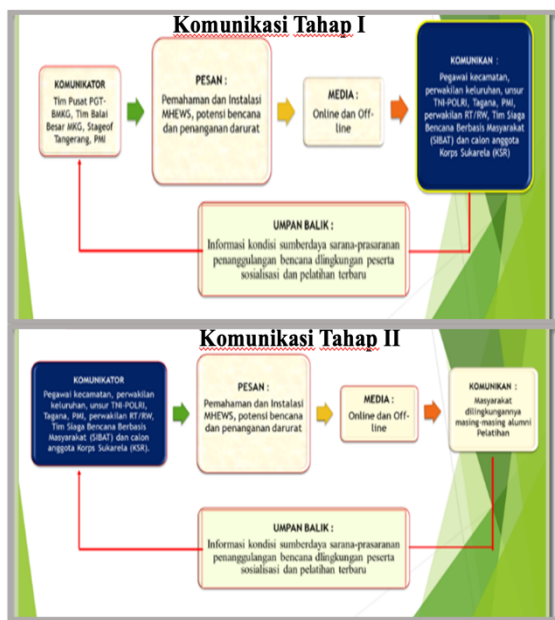 Komunikasi Tahap I
KOMUNIKATOR
Tim Pusat PGT-
BMKG, Tim Balai
Besar MKG, Stageof
Tangerang, PMI
PESAN :
Pemahaman dan Instalasi
MHEWS, potensi bencana
dan penanganan darurat
MEDIA :
Online dan Off-
line
KOMUNIKAN :
Pegawai kecamatan,
perwakilan keluruhan, unsur
TNI-POLRI, Tagana, PMI,
perwakilan RT/RW, Tim Siaga
Bencana Berbasis Masyarakat
(SIBAT) dan calon anggota
Korps Sukarela (KSR)
UMPAN BALIK :
Informasi kondisi sumberdaya sarana-prasaranan
penanggulangan bencana dlingkungan peserta
sosialisasi dan pelatihan terbaru
Komunikasi Tahap II
KOMUNIKATOR
Pegawai kecamatan, perwakilan
keluruhan, unsur TNI-POLRI,
Tagana, PMI, perwakilan RT/RW,
Tim Siaga Bencana Berbasis
Masyarakat (SIBAT) dan calon
anggota Korps Sukarela (KSR).
PESAN :
Pemahaman dan Instalasi
MHEWS, potensi bencana
dan penanganan darurat
MEDIA :
Online dan Off-
line
KOMUNIKAN :
Masyarakat
dilingkungannya
masing-masing alumni
Pelatihan
UMPAN BALIK :
Informasi kondisi sumberdaya sarana-prasaranan
penanggulangan bencana dlingkungan peserta
sosialisasi dan pelatihan terbaru